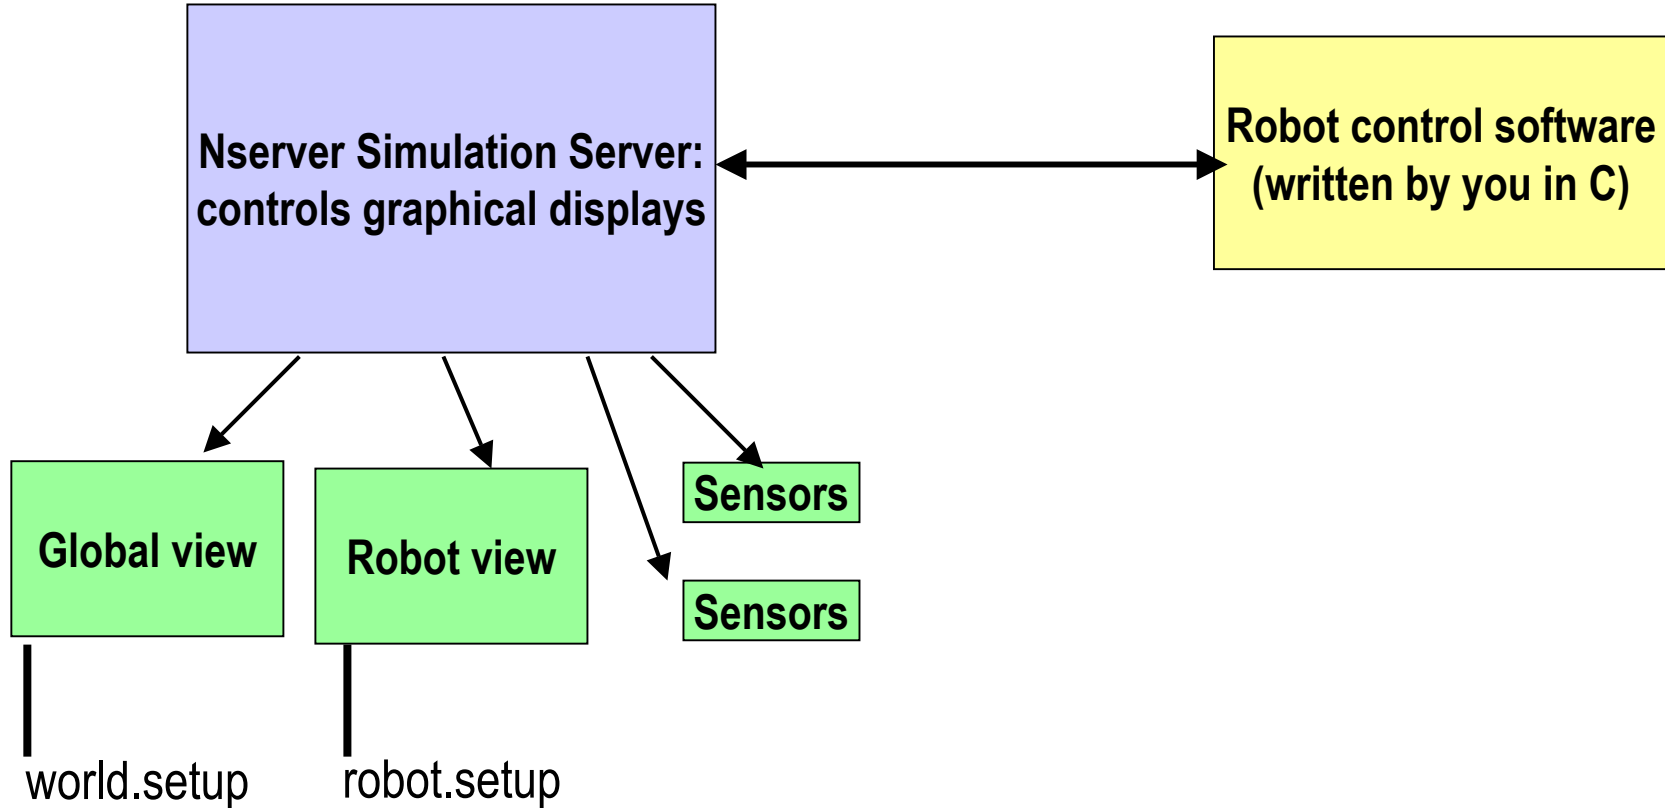 Nserver Simulation Server:
controls graphical displays
Robot control software
(written by you in C)
Global view
Robot view
Sensors
Sensors
world.setup
robot.setup